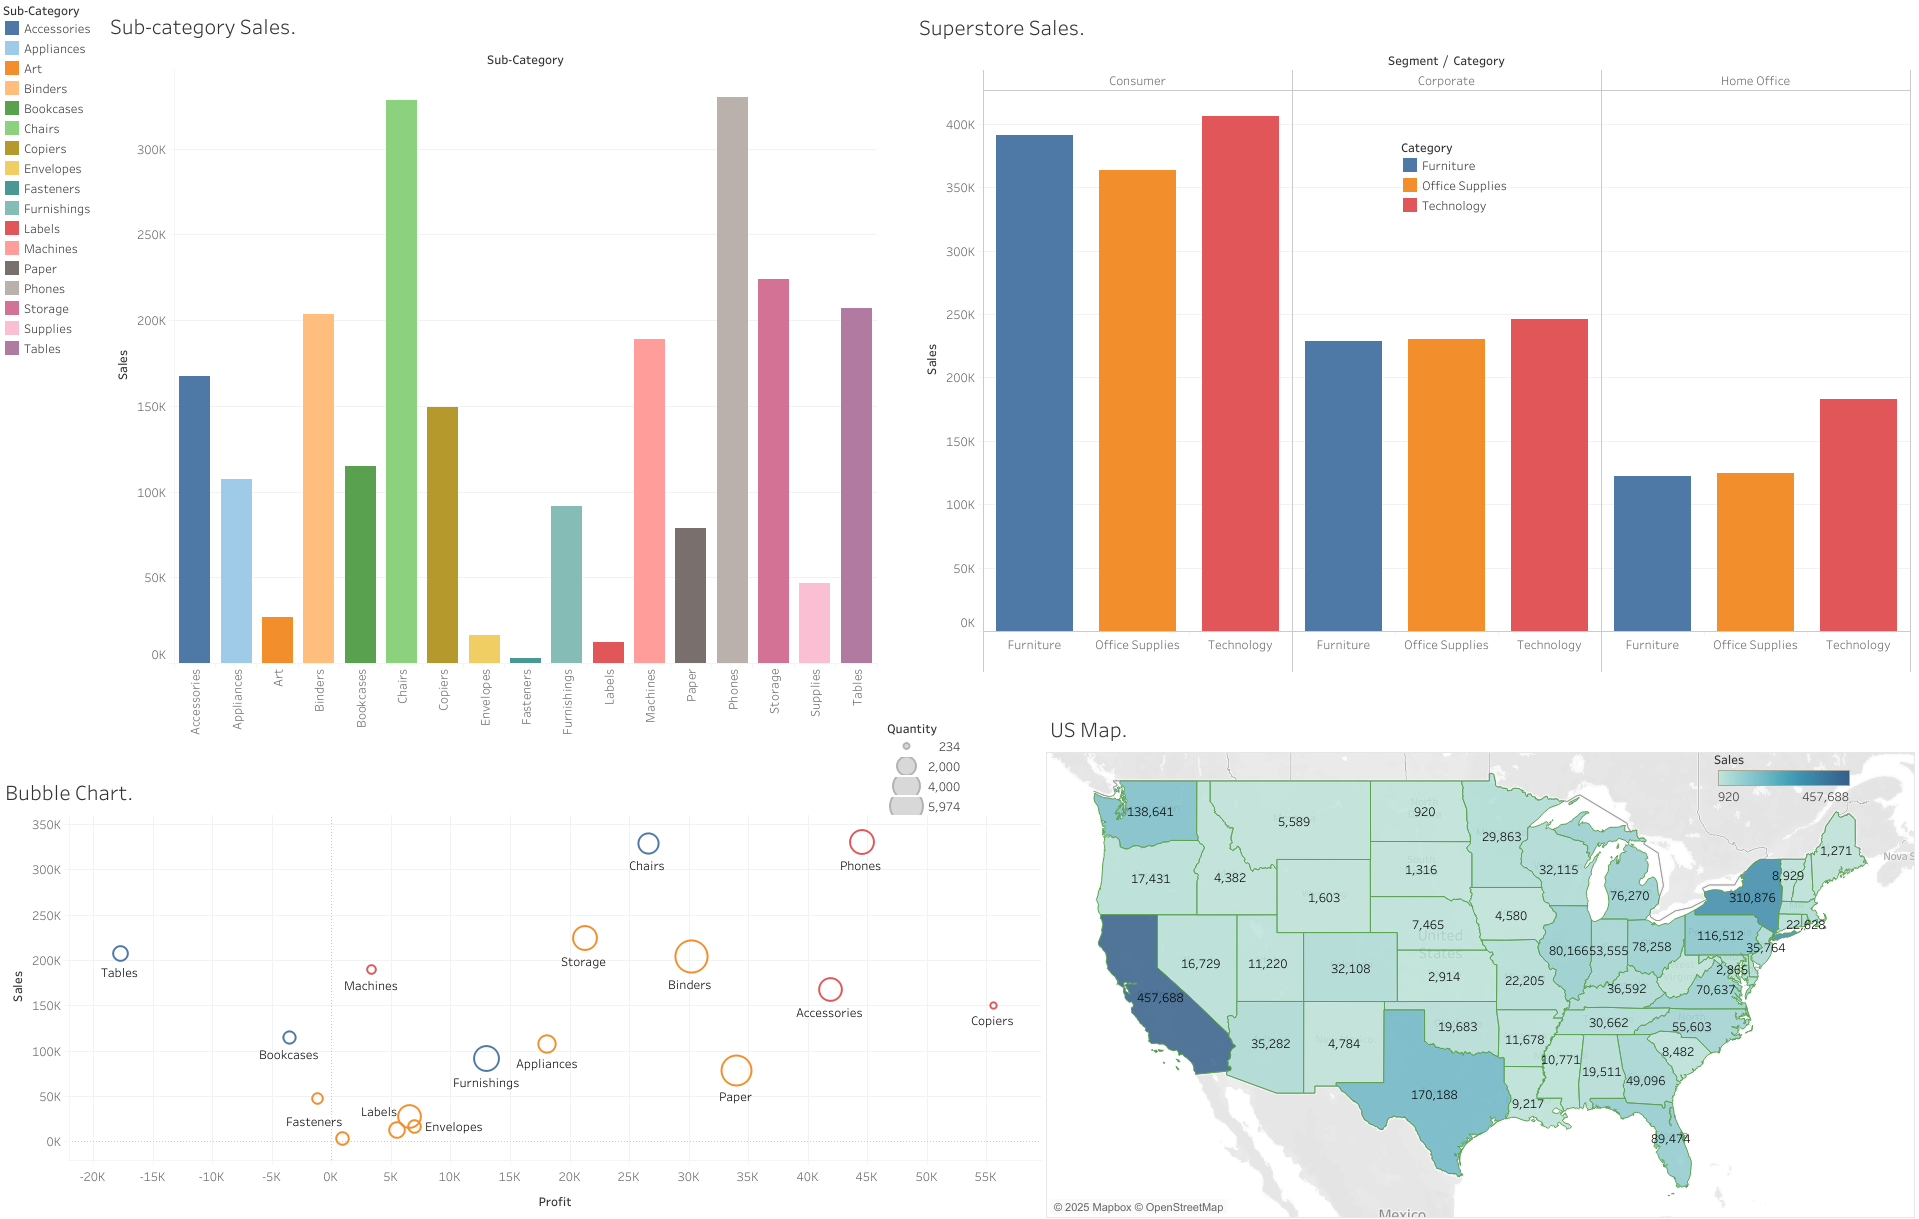 Sub-Category
Accessories
Appliances
Art
Binders
Bookcases
Chairs
Copiers
Envelopes
Fasteners
Furnishings
Labels
Machines
Paper
Phones
Storage
Supplies
Tables
Sub-category Sales.
Sub-Category
Sales
300K
250K
200K
150K
100K
50K
0K
Accessories
Appliances
Art
Binders
Bookcases
Chairs
Copiers
Envelopes
Fasteners
Furnishings
Labels
Machines
Paper
Phones
Storage
Supplies
Tables
Superstore Sales.
Segment / Category
Consumer Corporate Home Office
Sales
400K
350K
300K
250K
200K
150K
100K
50K
0K
Category
Furniture
Office Supplies
Technology
Furniture Office Supplies Technology Furniture Office Supplies Technology Furniture Office Supplies Technology
Quantity
234
2,000
4,000
5,974
Bubble Chart.
Sales
350K
300K
250K
200K
150K
100K
50K
0K
Chairs
Phones
Storage
Binders
Tables
Machines
Accessories
Copiers
Bookcases
Furnishings
Appliances
Paper
Labels
Fasteners
Envelopes
-20K -15K -10K -5K 0K 5K 10K 15K 20K 25K 30K 35K 40K 45K 50K 55K
Profit
US Map.
Sales
920 457,688
138,641
5,589
920
29,863
1,271
17,431
4,382
1,603
1,316
32,115
76,270
8,929
310,876
7,465
4,580
22,628
United
States
116,512
35,764
16,729
11,220
32,108
2,914
22,205
80,166
53,555
78,258
2,865
36,592
70,637
457,688
35,282
4,784
19,683
11,678
30,662
55,603
10,771
19,511
49,096
8,482
170,188
9,217
89,474
Nova S
Mexico
© 2025 Mapbox © OpenStreetMap